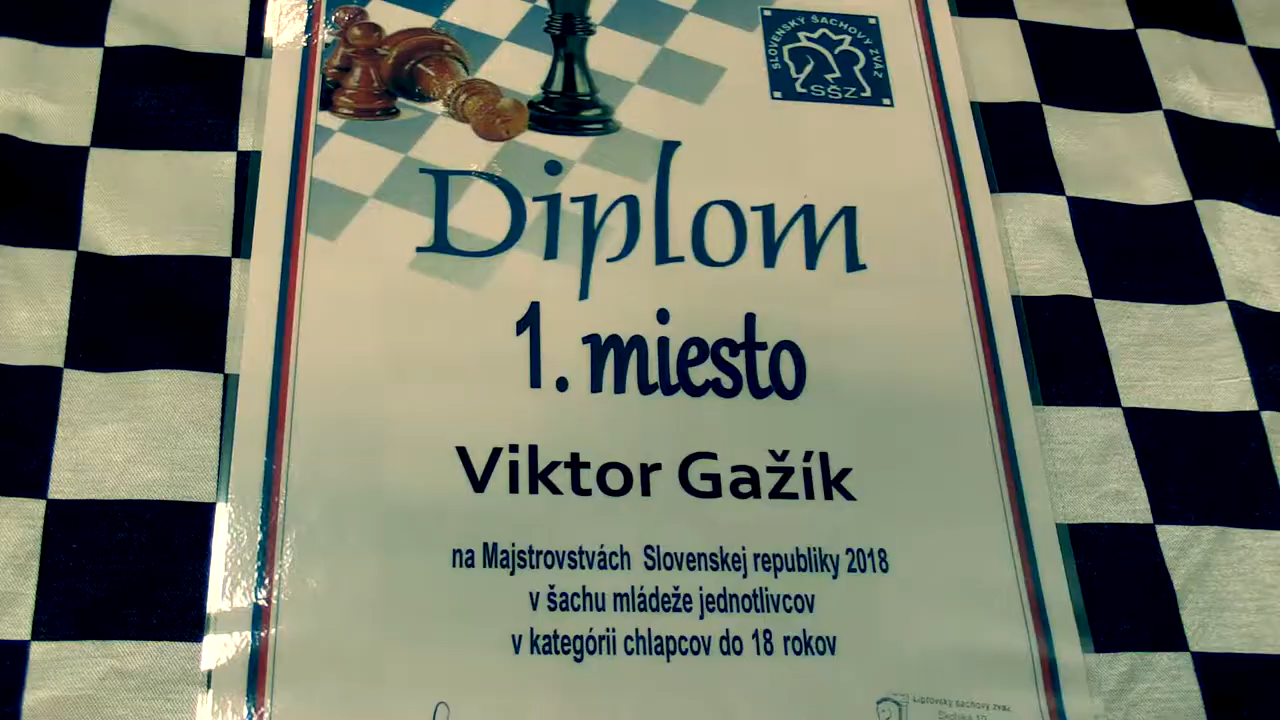 SLOVENSKÝ ŠACHOVÝ ZVÄZ
SŠZ
Diplom
1. miesto
Viktor Gažík
na Majstrovstvách Slovenskej republiky 2018
v šachu mládeže jednotlivcov
v kategórii chlapcov do 18 rokov
šachový zväz